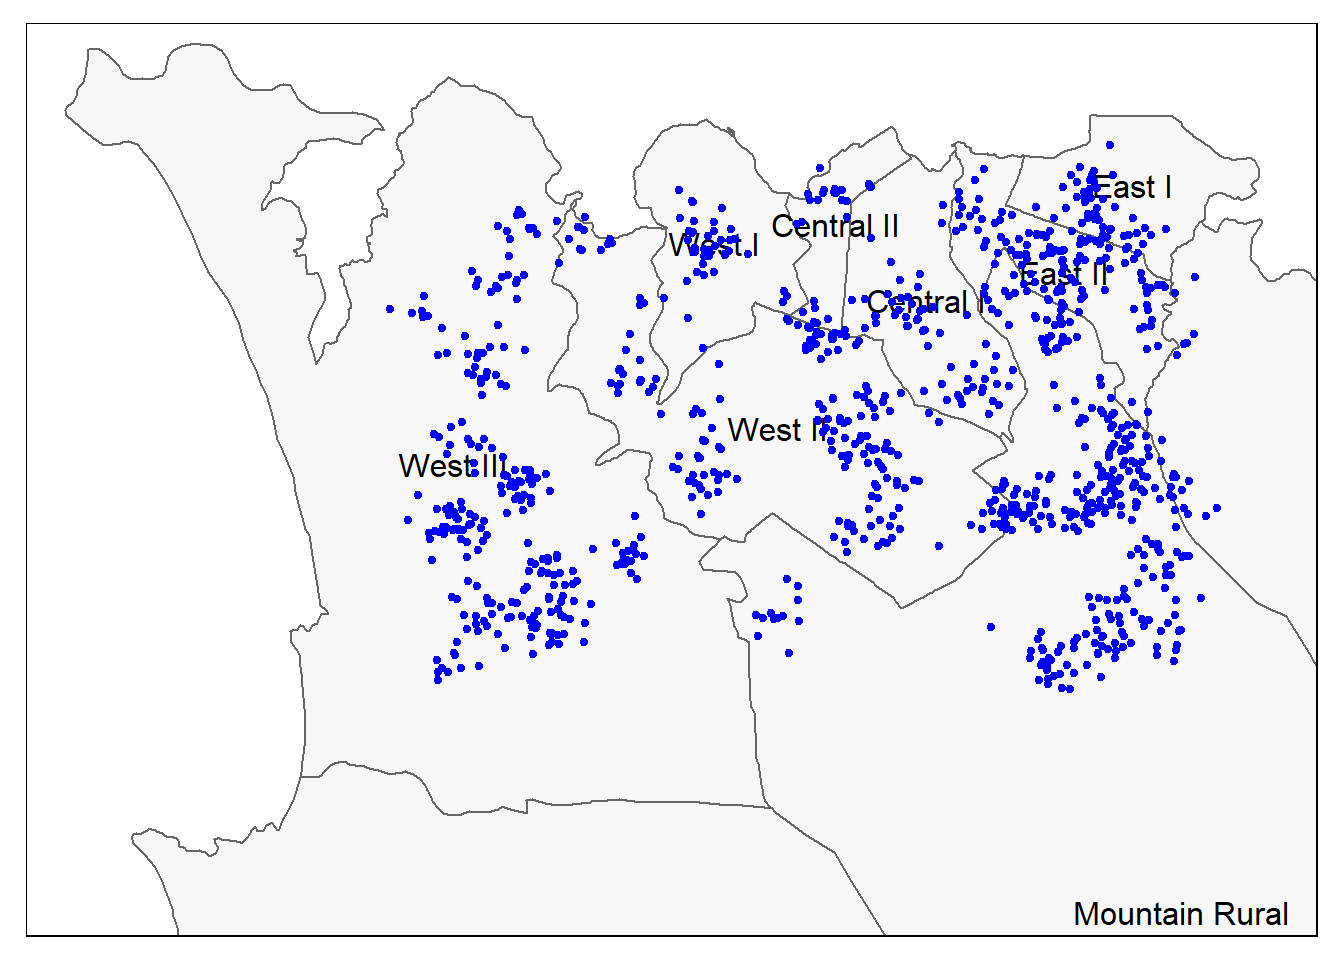 East I
Central II
West I
East II
Central I
West II
West III
Mountain Rural